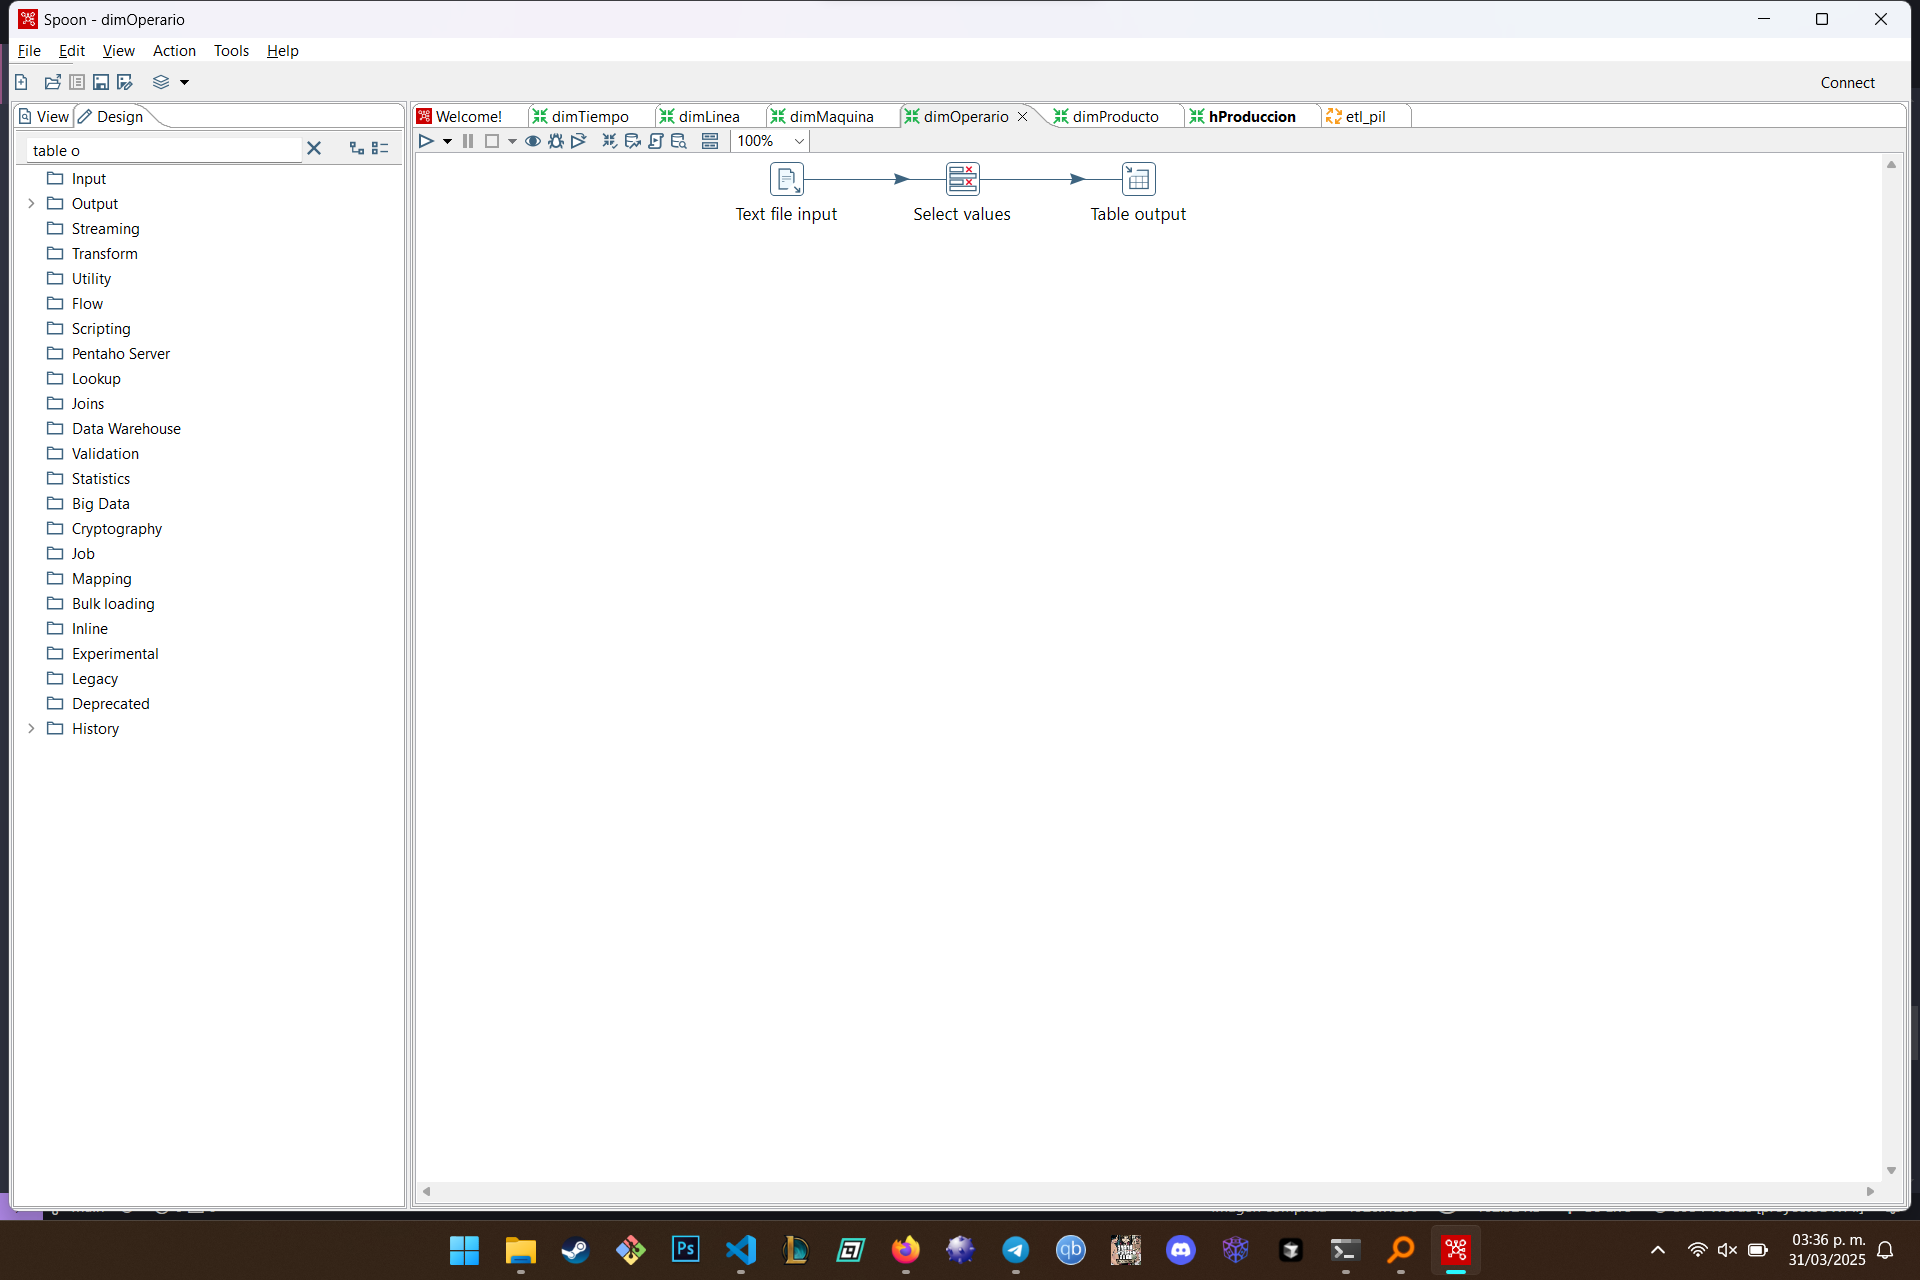 Spoon - dimOperario
File Edit View Action Tools Help
Connect
View Design
Welcome! dimTiempo dimLinea dimMaquina dimOperario dimProducto hProduccion etl_pil
table o
100%
Input
Output
Streaming
Transform
Utility
Flow
Scripting
Pentaho Server
Lookup
Joins
Data Warehouse
Validation
Statistics
Big Data
Cryptography
Job
Mapping
Bulk loading
Inline
Experimental
Legacy
Deprecated
History
Text file input Select values Table output
Ps
qb
03:36 p. m.
31/03/2025